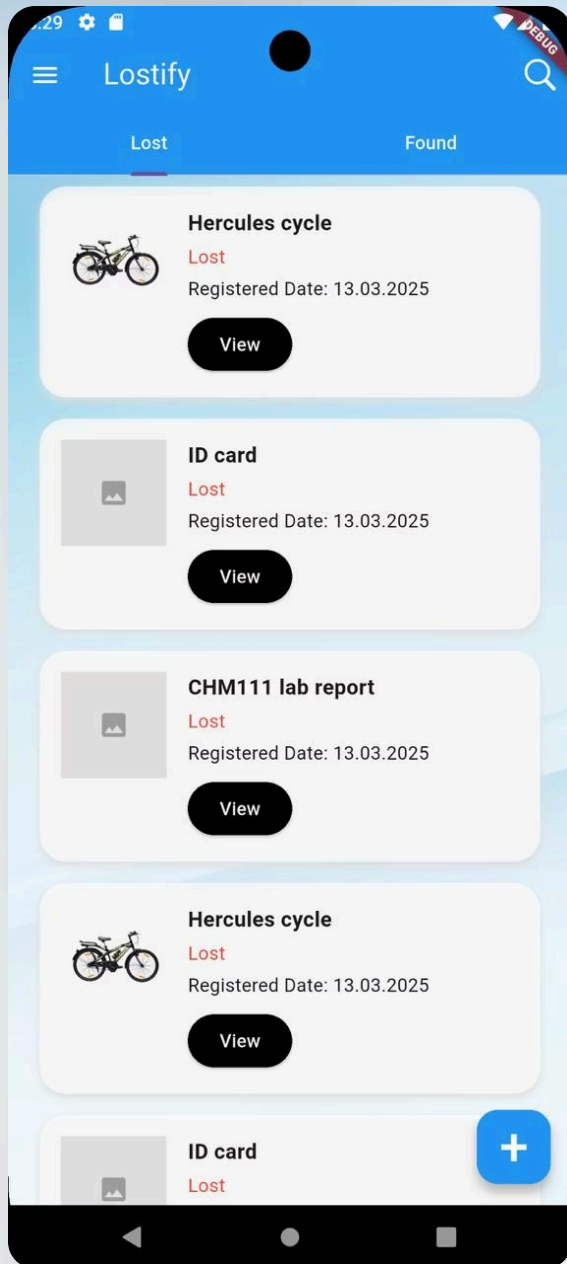 :29
DEBUG
Lostify
Lost Found
Hercules cycle
Lost
Registered Date: 13.03.2025
View
ID card
Lost
Registered Date: 13.03.2025
View
CHM111 lab report
Lost
Registered Date: 13.03.2025
View
Hercules cycle
Lost
Registered Date: 13.03.2025
View
ID card
Lost